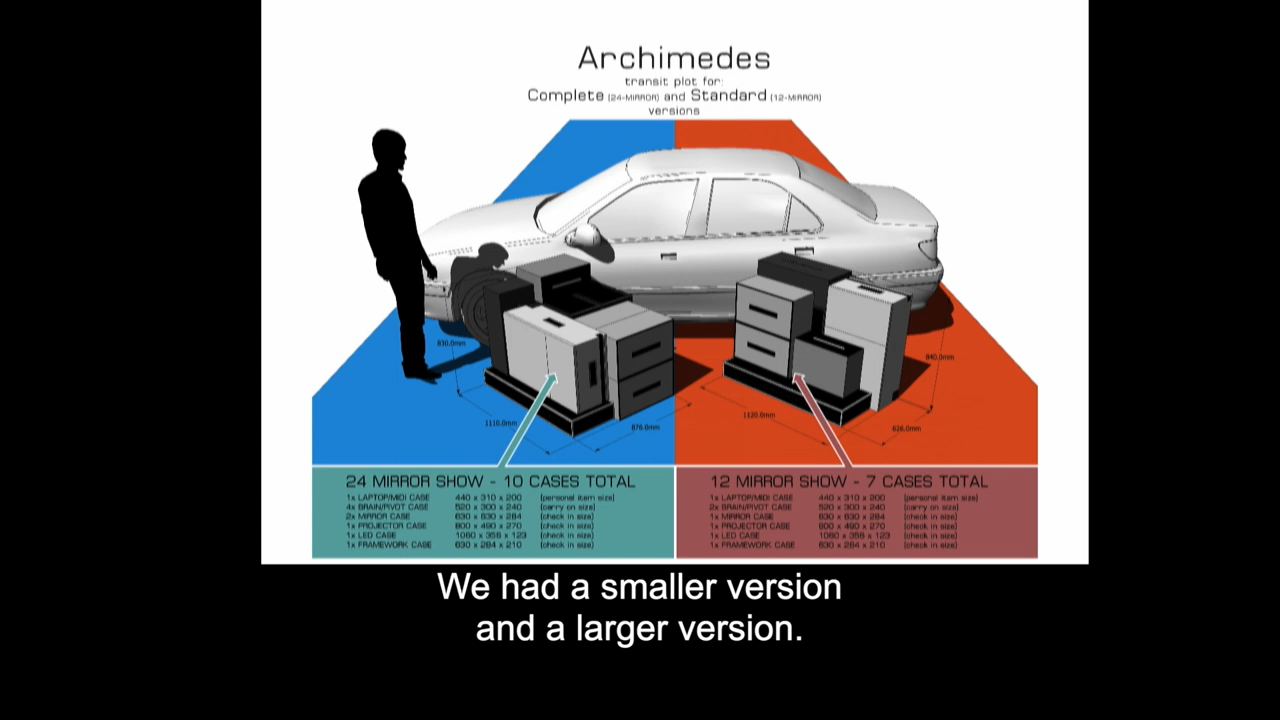 Archimedes
transit plot for:
Complete (24-MIRROR) and Standard (12-MIRROR)
versions
830.0mm
1110.0mm
876.0mm
1120.0mm
840.0mm
626.0mm
24 MIRROR SHOW - 10 CASES TOTAL
1x LAPTOP/MIDI CASE 440 x 310 x 200 (personal item size)
4x BRAIN/PIVOT CASE 520 x 300 x 240 (carry on size)
2x MIRROR CASE 630 x 630 x 284 (check in size)
1x PROJECTOR CASE 800 x 490 x 270 (check in size)
1x LED CASE 1060 x 356 x 123 (check in size)
1x FRAMEWORK CASE 630 x 284 x 210 (check in size)
12 MIRROR SHOW - 7 CASES TOTAL
1x LAPTOP/MIDI CASE 440 x 310 x 200 (personal item size)
2x BRAIN/PIVOT CASE 520 x 300 x 240 (carry on size)
1x MIRROR CASE 630 x 630 x 284 (check in size)
1x PROJECTOR CASE 800 x 490 x 270 (check in size)
1x LED CASE 1060 x 356 x 123 (check in size)
1x FRAMEWORK CASE 630 x 284 x 210 (check in size)
We had a smaller version
and a larger version.